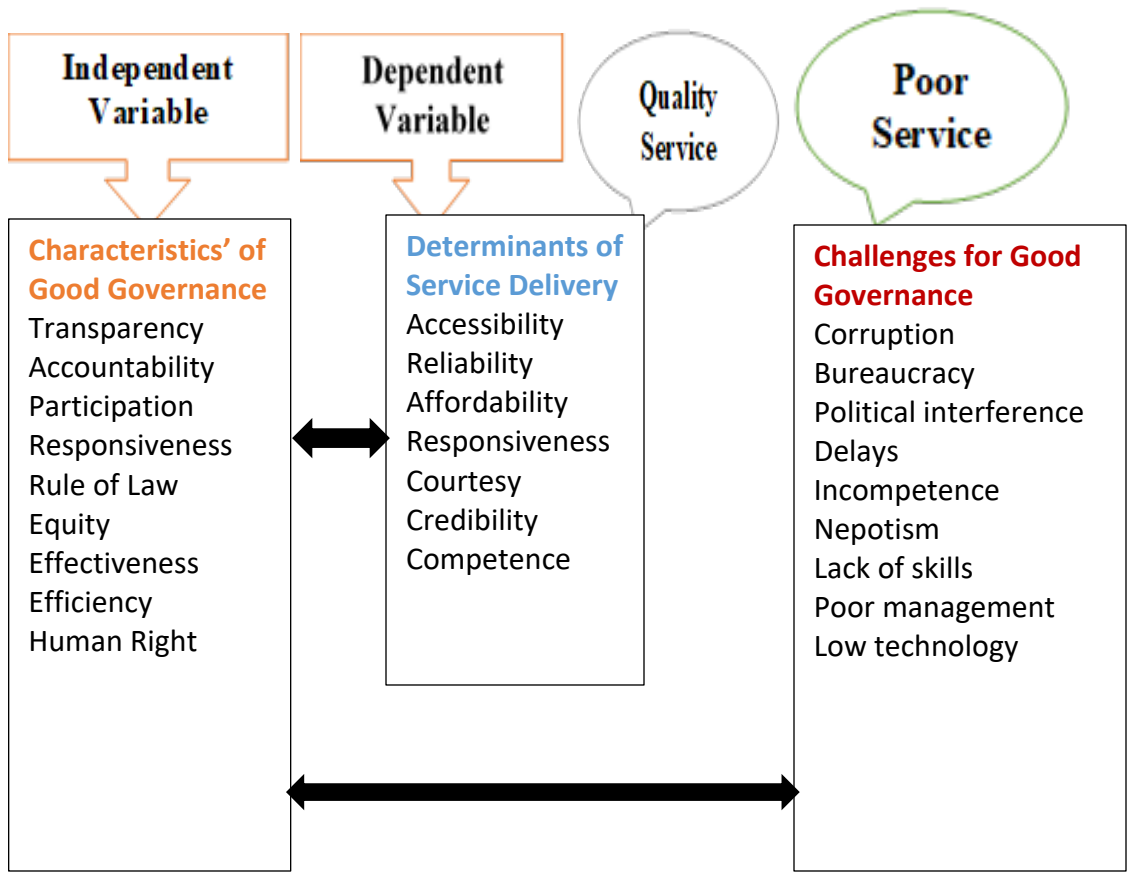 Independent
Variable
Dependent
Variable
Quality
Service
Poor
Service
Characteristics’ of
Good Governance
Transparency
Accountability
Participation
Responsiveness
Rule of Law
Equity
Effectiveness
Efficiency
Human Right
Determinants of
Service Delivery
Accessibility
Reliability
Affordability
Responsiveness
Courtesy
Credibility
Competence
Challenges for Good
Governance
Corruption
Bureaucracy
Political interference
Delays
Incompetence
Nepotism
Lack of skills
Poor management
Low technology